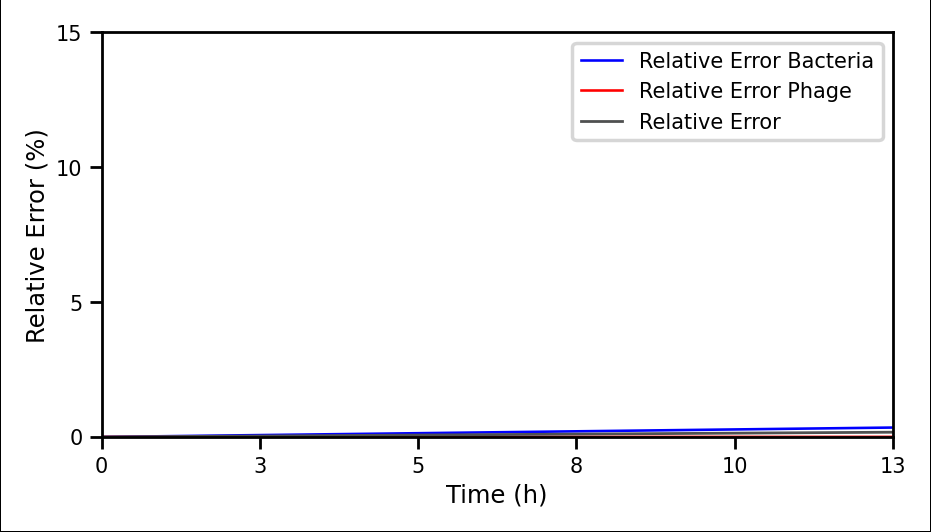 15
10
5
0
Relative Error (%)
Relative Error Bacteria
Relative Error Phage
Relative Error
0 3 5 8 10 13
Time (h)